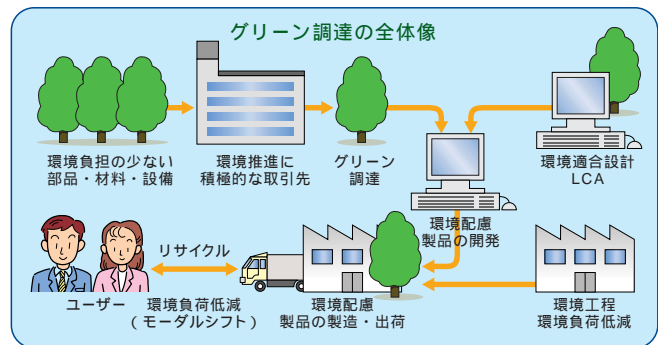 グリーン調達の全体像
環境負担の少ない
部品・材料・設備
環境推進に
積極的な取引先
グリーン
調達
環境適合設計
LCA
環境配慮
製品の開発
リサイクル
ユーザー
環境負荷低減
(モーダルシフト)
環境配慮
製品の製造・出荷
環境工程
環境負荷低減